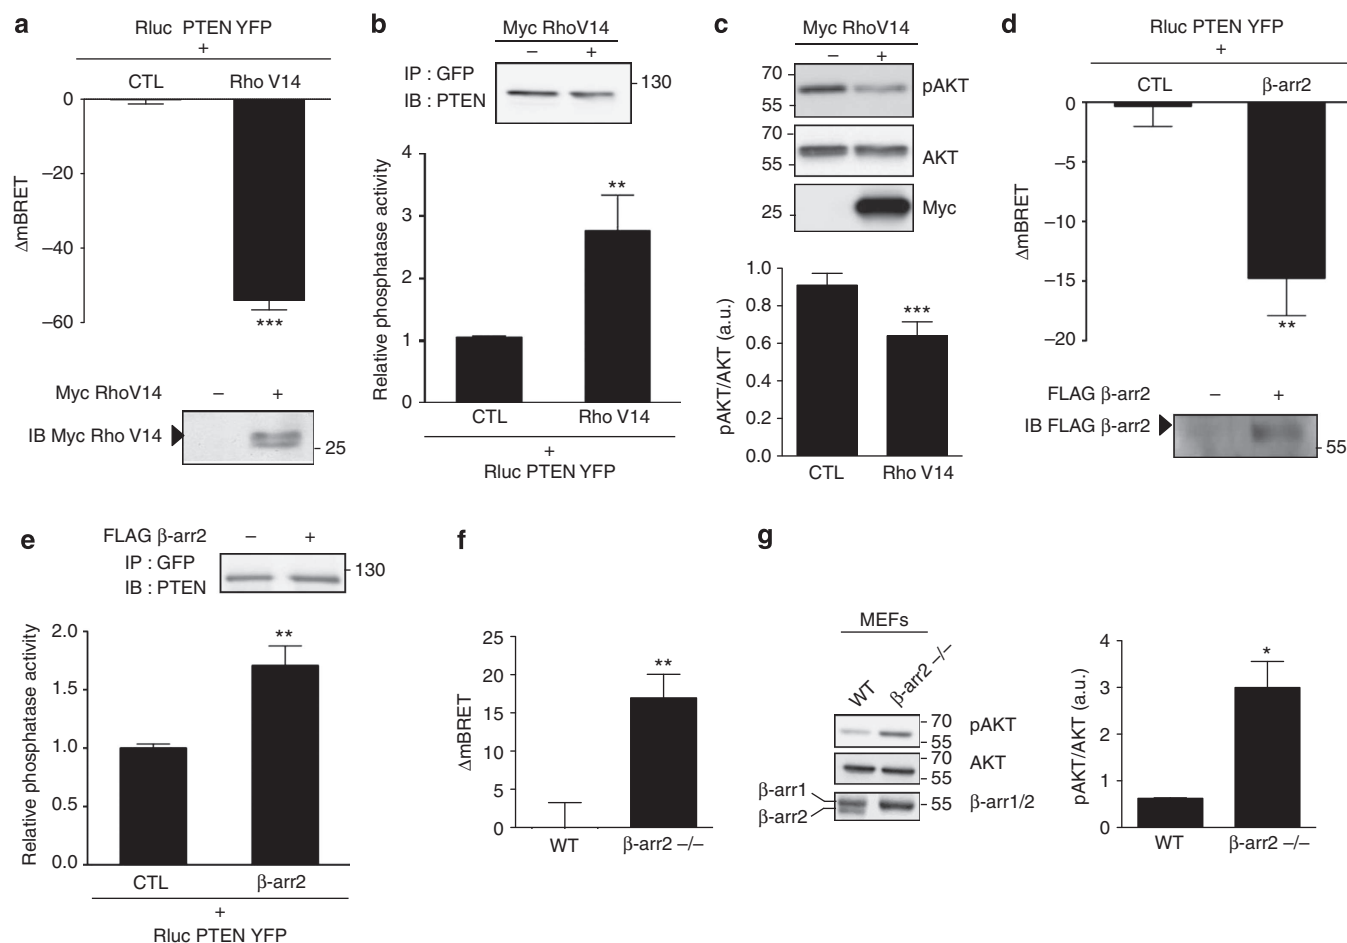 a
Rluc PTEN YFP
+
CTL
Rho V14
0
–20
–40
–60
ΔmBRET
***
Myc RhoV14
–
+
IB Myc Rho V14
25
b
Myc RhoV14
–
+
IP : GFP
IB : PTEN
130
4
3
2
1
0
Relative phosphatase activity
**
CTL
Rho V14
+
Rluc PTEN YFP
c
Myc RhoV14
–
+
70
55
pAKT
70
55
AKT
25
Myc
1.0
0.8
0.6
0.4
0.2
0.0
pAKT/AKT (a.u.)
***
CTL
Rho V14
d
Rluc PTEN YFP
+
CTL
β-arr2
0
–5
–10
–15
–20
ΔmBRET
**
FLAG β-arr2
–
+
IB FLAG β-arr2
55
e
FLAG β-arr2
–
+
IP : GFP
IB : PTEN
130
2.0
1.5
1.0
0.5
0.0
Relative phosphatase activity
**
CTL
β-arr2
+
Rluc PTEN YFP
f
25
20
15
10
5
0
ΔmBRET
**
WT
β-arr2 –/–
g
MEFs
WT
β-arr2 –/–
70
55
pAKT
70
55
AKT
β-arr1
β-arr2
55
β-arr1/2
4
3
2
1
0
pAKT/AKT (a.u.)
*
WT
β-arr2 –/–